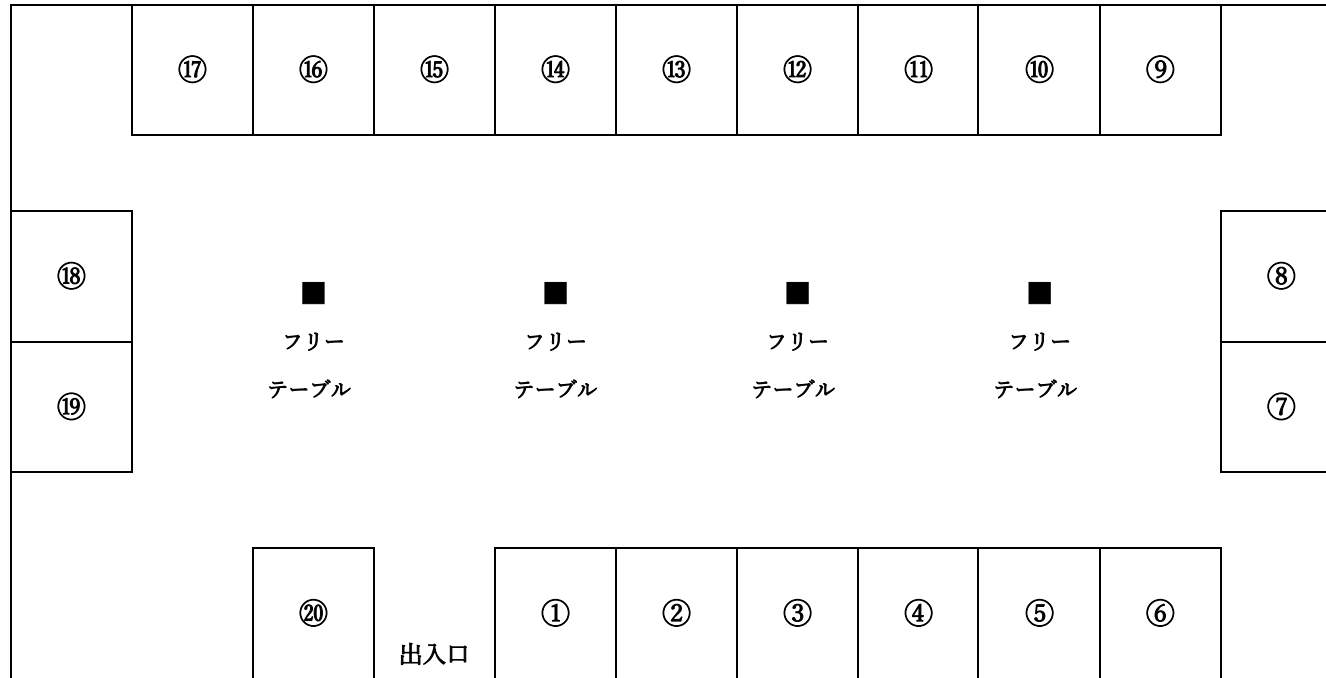 ⑰ ⑯ ⑮ ⑭ ⑬ ⑫ ⑪ ⑩ ⑨
⑱ ⑧
■ ■ ■ ■
フリー フリー フリー フリー
テーブル テーブル テーブル テーブル
⑲ ⑦
⑳ ① ② ③ ④ ⑤ ⑥
出入口